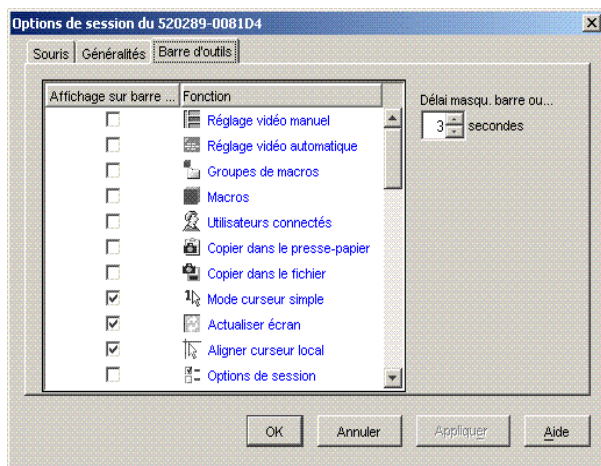 Options de session du 520289-0081D4
Souris Généralités Barre d'outils
Affichage sur barre ... Fonction
Délai masqu. barre ou...
3 secondes
Réglage vidéo manuel
Réglage vidéo automatique
Groupes de macros
Macros
Utilisateurs connectés
Copier dans le presse-papier
Copier dans le fichier
Mode curseur simple
Actualiser écran
Aligner curseur local
Options de session
OK Annuler Appliquer Aide